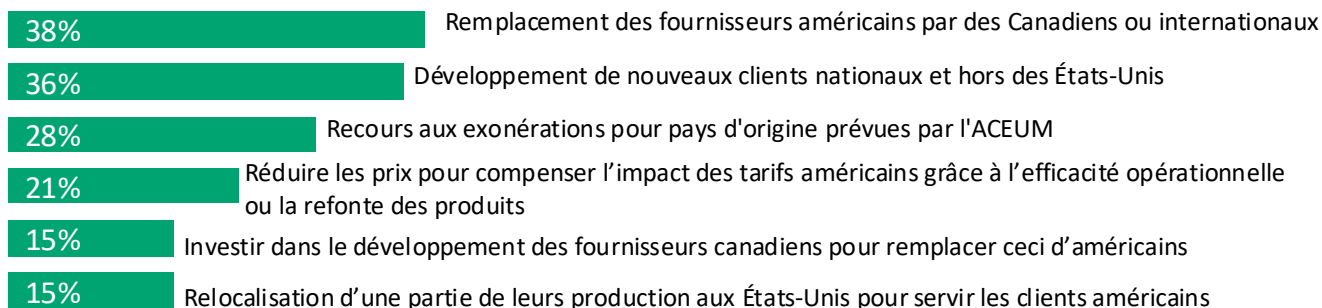 38% Remplacement des fournisseurs américains par des Canadiens ou internationaux
36% Développement de nouveaux clients nationaux et hors des États-Unis
28% Recours aux exonérations pour pays d'origine prévues par l'ACEUM
21% Réduire les prix pour compenser l’impact des tarifs américains grâce à l’efficacité opérationnelle
ou la refonte des produits
15% Investir dans le développement des fournisseurs canadiens pour remplacer ceci d’américains
15% Relocalisation d’une partie de leurs production aux États-Unis pour servir les clients américains